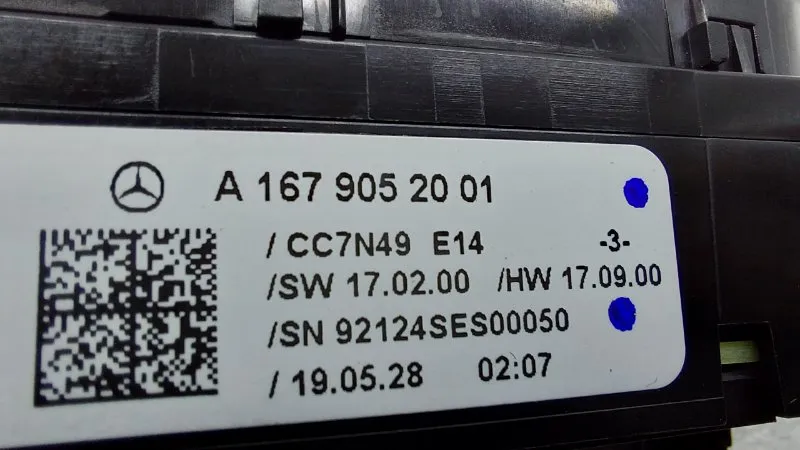 A 167 905 20 01
/CC7N49 E14 -3-
/SW 17.02.00 /HW 17.09.00
/SN 92124SES00050
/19.05.28 02:07